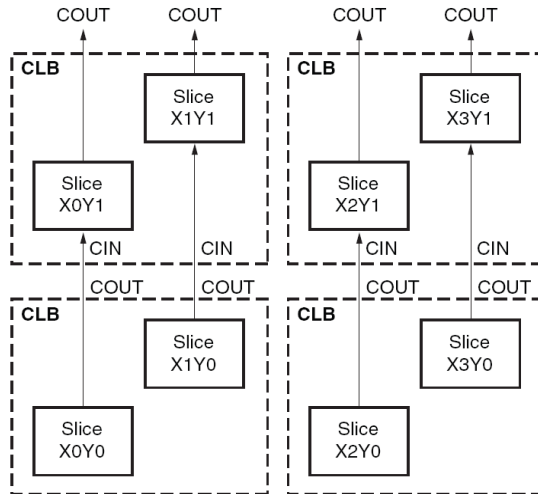 COUT COUT COUT COUT
CLB CLB
Slice
X1Y1
Slice
X3Y1
Slice
X0Y1
Slice
X2Y1
CIN CIN CIN CIN
COUT COUT COUT COUT
CLB CLB
Slice
X1Y0
Slice
X3Y0
Slice
X0Y0
Slice
X2Y0